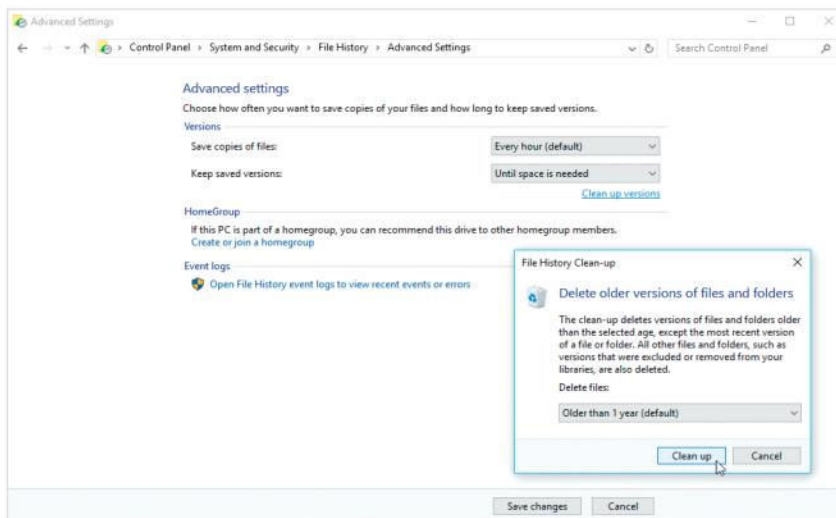 Advanced Settings
Control Panel > System and Security > File History > Advanced Settings
Search Control Panel
Advanced settings
Choose how often you want to save copies of your files and how long to keep saved versions.
Versions
Save copies of files: Every hour (default)
Keep saved versions: Until space is needed
Clean up versions
HomeGroup
If this PC is part of a homegroup, you can recommend this drive to other homegroup members.
Create or join a homegroup
Event logs
Open File History event logs to view recent events or errors
File History Clean-up
Delete older versions of files and folders
The clean-up deletes versions of files and folders older
than the selected age, except the most recent version
of a file or folder. All other files and folders, such as
versions that were excluded or removed from your
libraries, are also deleted.
Delete files:
Older than 1 year (default)
Clean up Cancel
Save changes Cancel